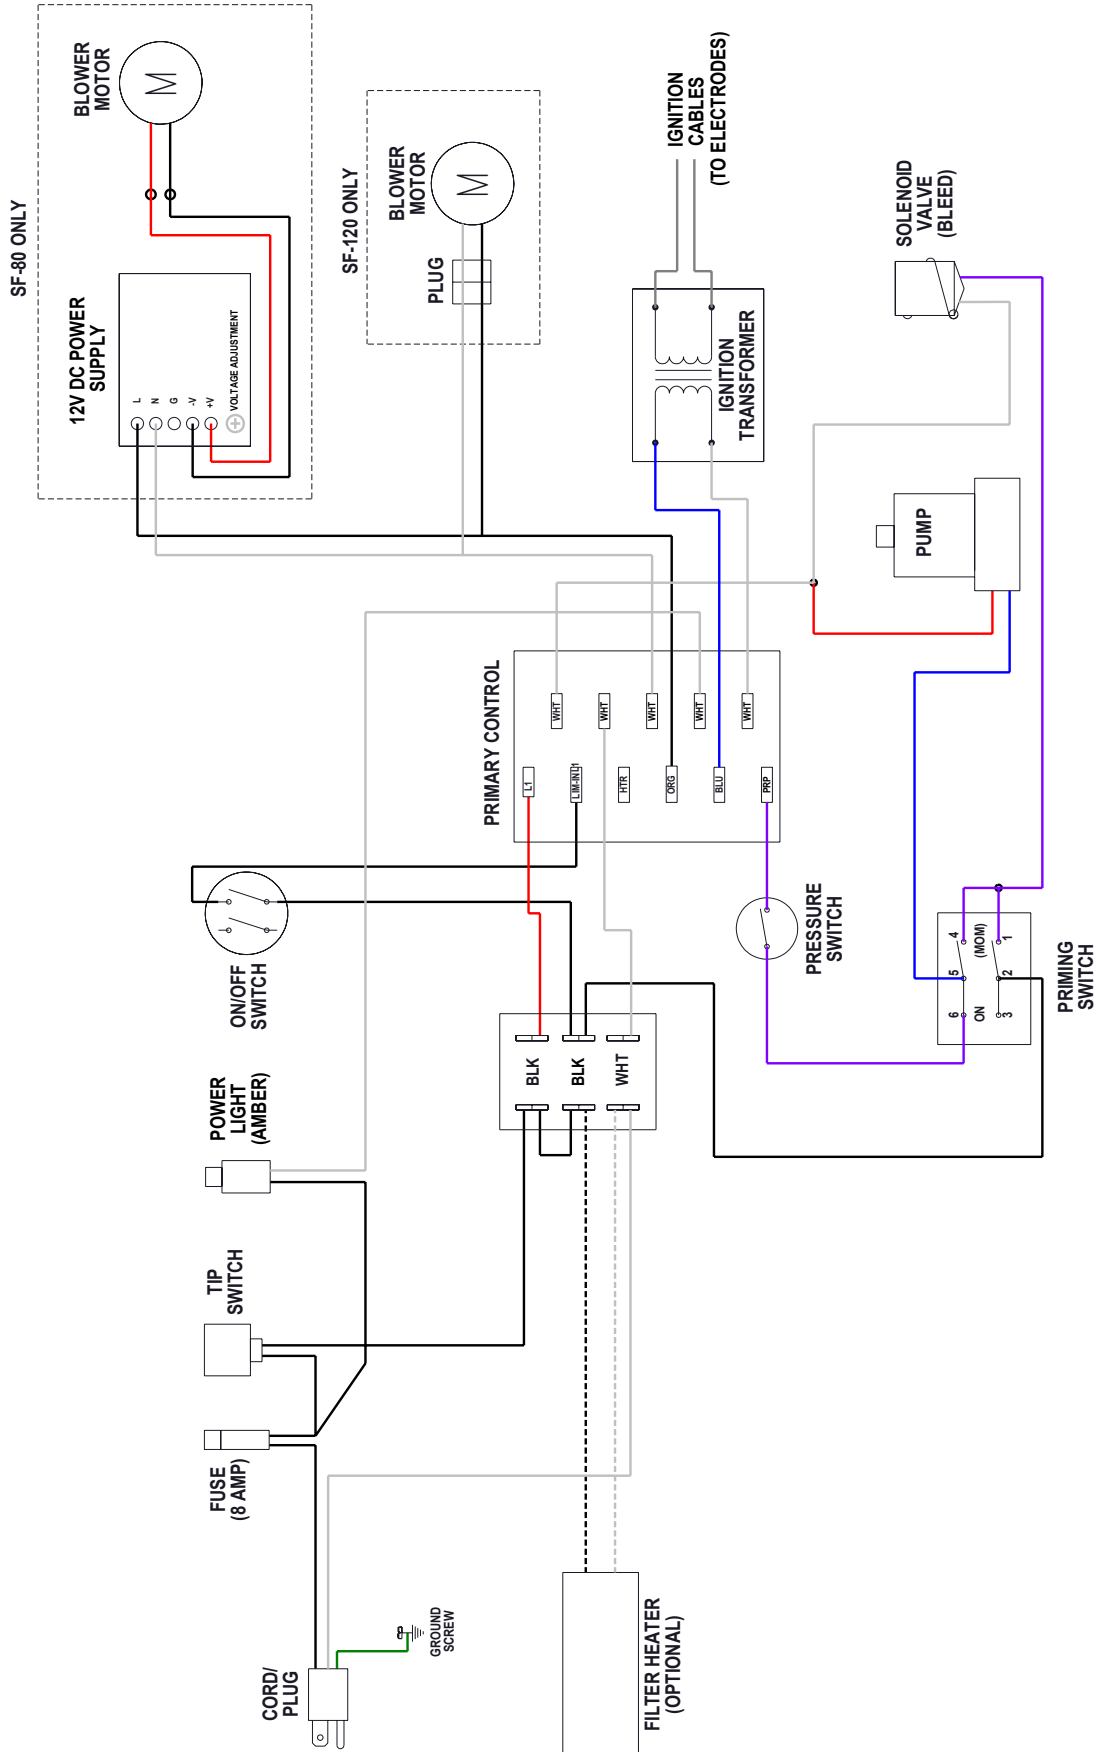 SF-80 ONLY
BLOWER
MOTOR
M
12V DC POWER
SUPPLY
L
N
G
-V
+V
VOLTAGE ADJUSTMENT
SF-120 ONLY
BLOWER
MOTOR
M
PLUG
IGNITION
CABLES
(TO ELECTRODES)
IGNITION
TRANSFORMER
SOLENOID
VALVE
(BLEED)
PUMP
PRIMARY CONTROL
L1
LIM-IN L1
HTR
ORG
BLU
PRP
WHT
WHT
WHT
WHT
WHT
ON/OFF
SWITCH
PRESSURE
SWITCH
PRIMING
SWITCH
4
5
6
(MOM)
ON
1
2
3
BLK
BLK
WHT
POWER
LIGHT
(AMBER)
TIP
SWITCH
FUSE
(8 AMP)
CORD/
PLUG
GROUND
SCREW
FILTER HEATER
(OPTIONAL)